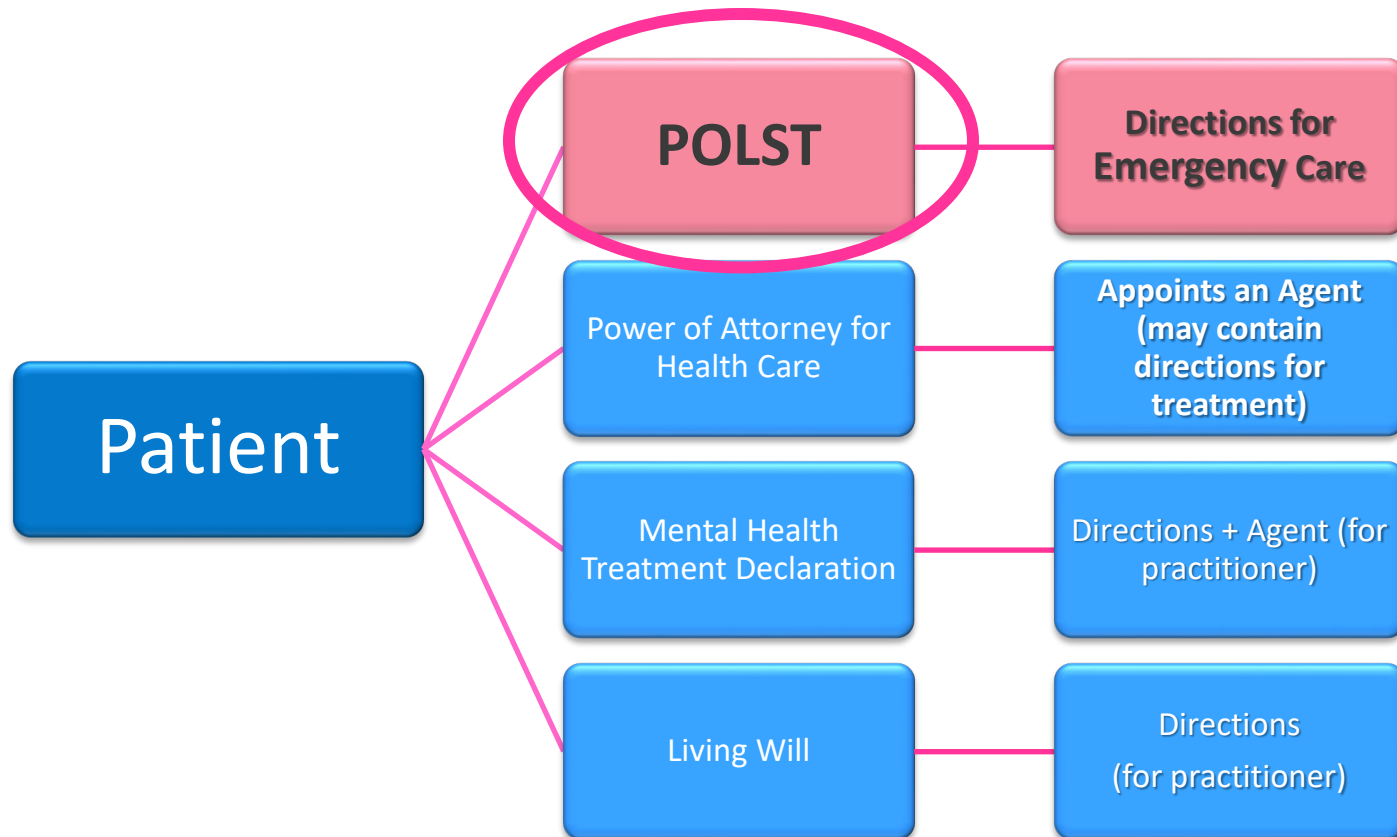 Patient
POLST
Directions for
Emergency Care
Power of Attorney for
Health Care
Appoints an Agent
(may contain
directions for
treatment)
Mental Health
Treatment Declaration
Directions + Agent (for
practitioner)
Living Will
Directions
(for practitioner)